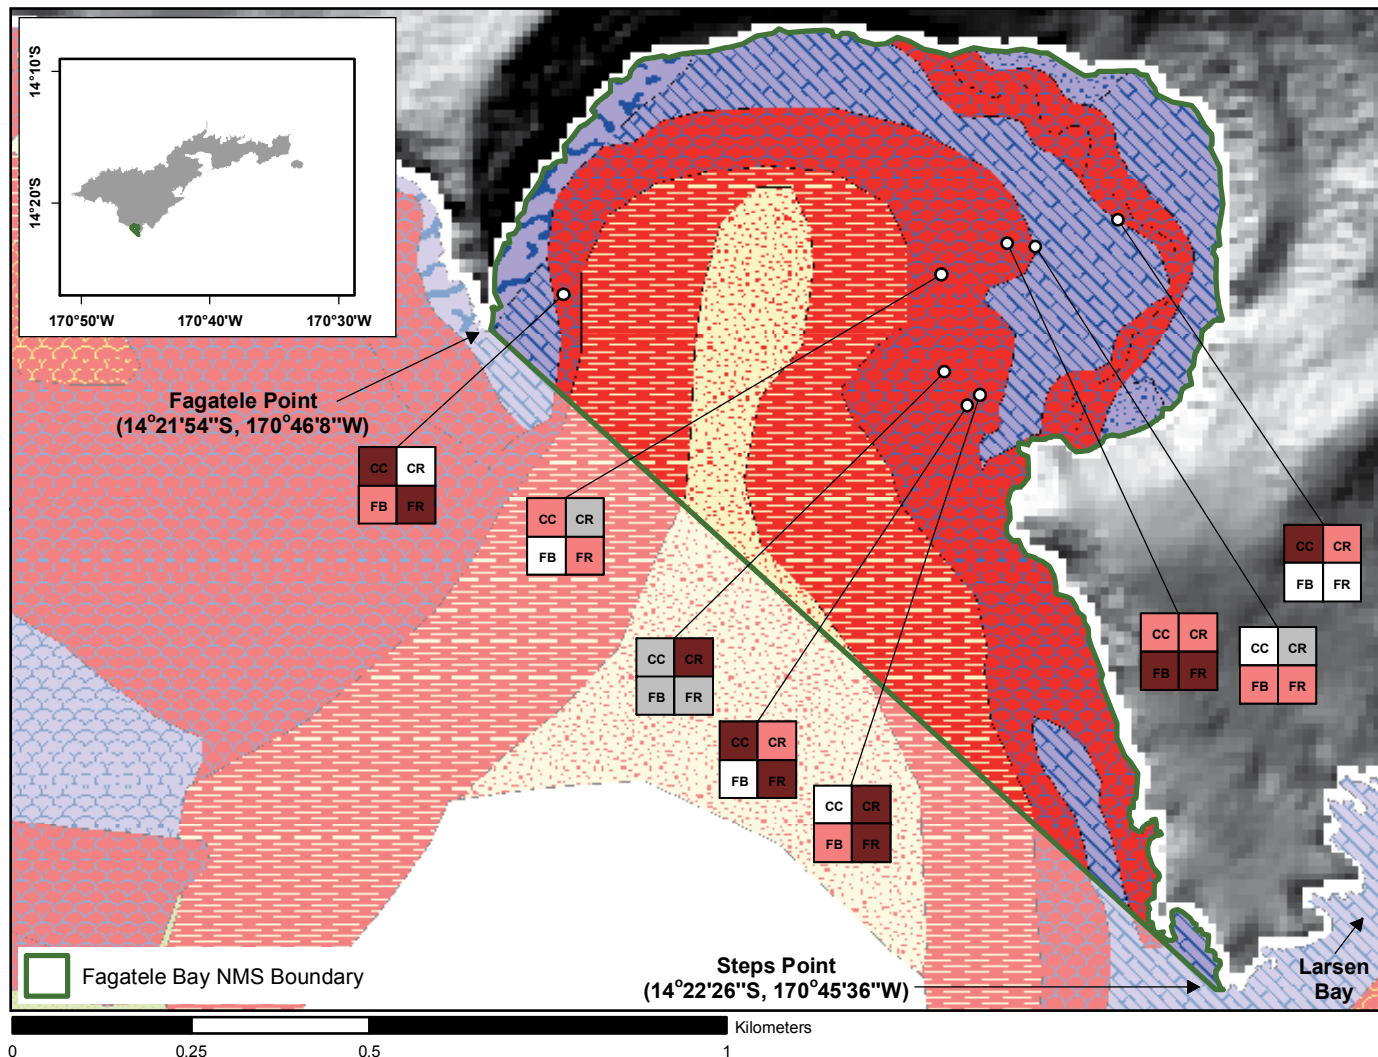 14°10'S
14°20'S
170°50'W 170°40'W 170°30'W
Fagatele Point
(14°21'54"S, 170°46'8"W)
CC CR
FB FR
CC CR
FB FR
CC CR
FB FR
CC CR
FB FR
CC CR
FB FR
CC CR
FB FR
CC CR
FB FR
CC CR
FB FR
Steps Point
(14°22'26"S, 170°45'36"W)
Larsen
Bay
Fagatele Bay NMS Boundary
Kilometers
0 0.25 0.5 1